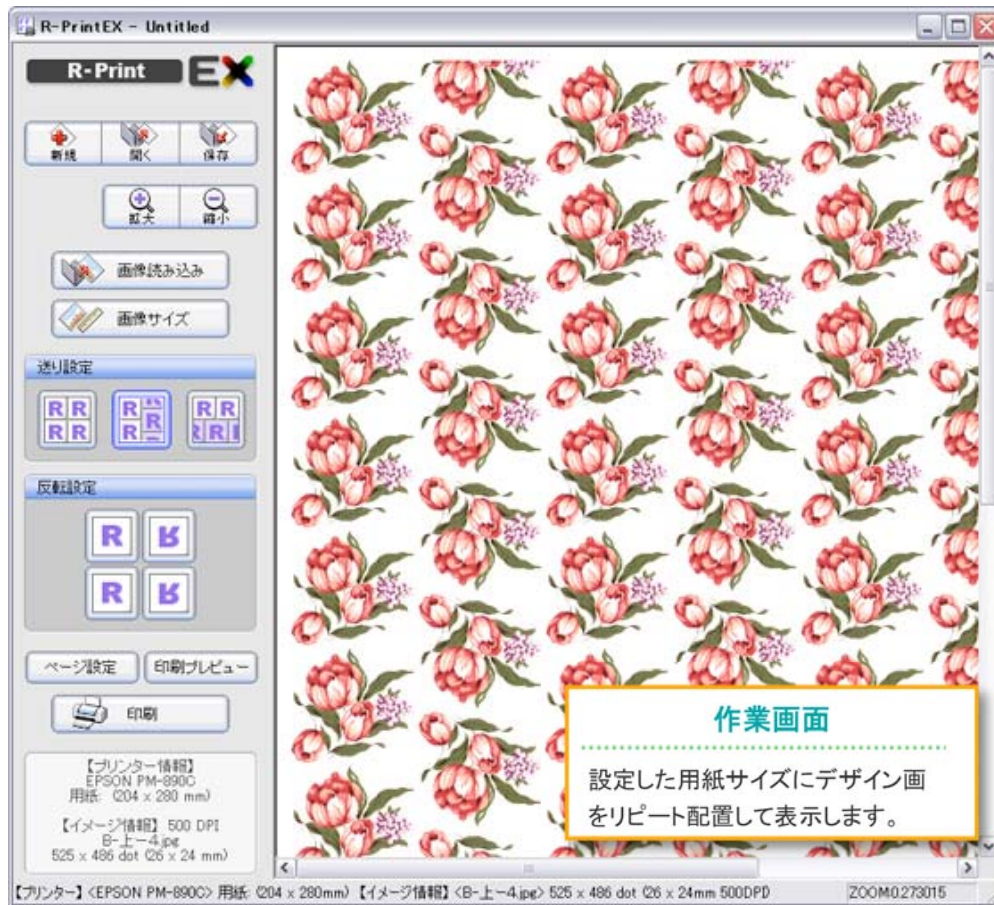 R-PrintEX - Untitled
R-Print EX
新規 開く 保存
拡大 縮小
画像読み込み
画像サイズ
送り設定
反転設定
ページ設定 印刷プレビュー
印刷
【プリンター情報】
EPSON PM-890C
用紙: (204 x 280 mm)
【イメージ情報】 500 DPI
B-上-4.jpg
525 x 486 dot (26 x 24 mm)
作業画面
設定した用紙サイズにデザイン画
をリピート配置して表示します。
【プリンター】<EPSON PM-890C> 用紙: (204 x 280mm) 【イメージ情報】<B-上-4.jpg> 525 x 486 dot (26 x 24mm 500DPI) ZOOM:0.273015